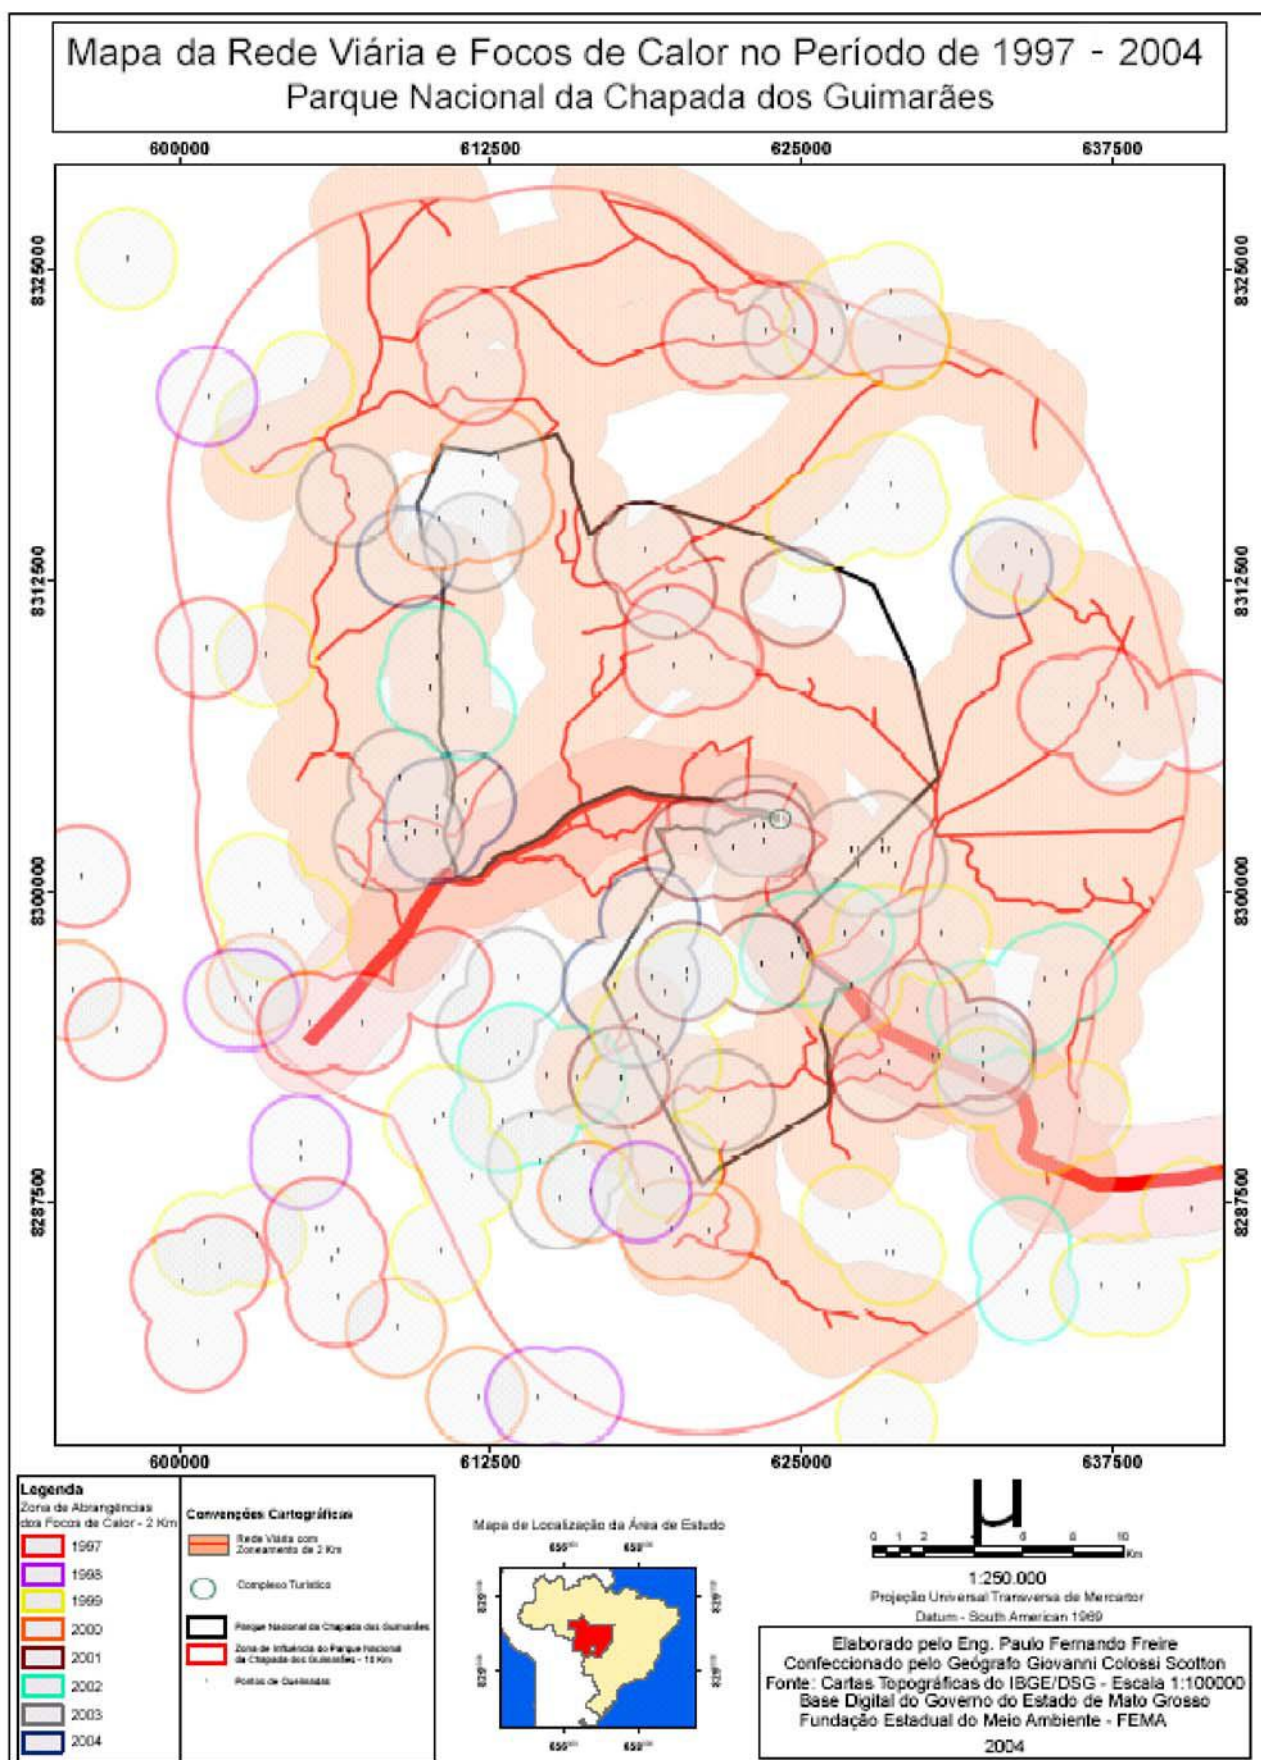 Mapa da Rede Viária e Focos de Calor no Período de 1997 - 2004
Parque Nacional da Chapada dos Guimarães
600000 612500 625000 637500
8325000 8325000
8312500 8312500
8300000 8300000
8287500 8287500
600000 612500 625000 637500
Legenda
Zona de Abrangências
dos Focos de Calor - 2 Km
1997
1998
1999
2000
2001
2002
2003
2004
Convenções Cartográficas
Rede Viária com
Zoneamento de 2 Km
Complexo Turístico
Parque Nacional da Chapada dos Guimarães
Zona de Influência do Parque Nacional
da Chapada dos Guimarães - 10 Km
Pontos de Queimadas
Mapa de Localização da Área de Estudo
0 1 2 4 6 8 10
Km
1:250.000
Projeção Universal Transversa de Mercartor
Datum - South American 1969
Elaborado pelo Eng. Paulo Fernando Freire
Confeccionado pelo Geógrafo Giovanni Colossi Scotton
Fonte: Cartas Topográficas do IBGE/DSG - Escala 1:100000
Base Digital do Governo do Estado de Mato Grosso
Fundação Estadual do Meio Ambiente - FEMA
2004